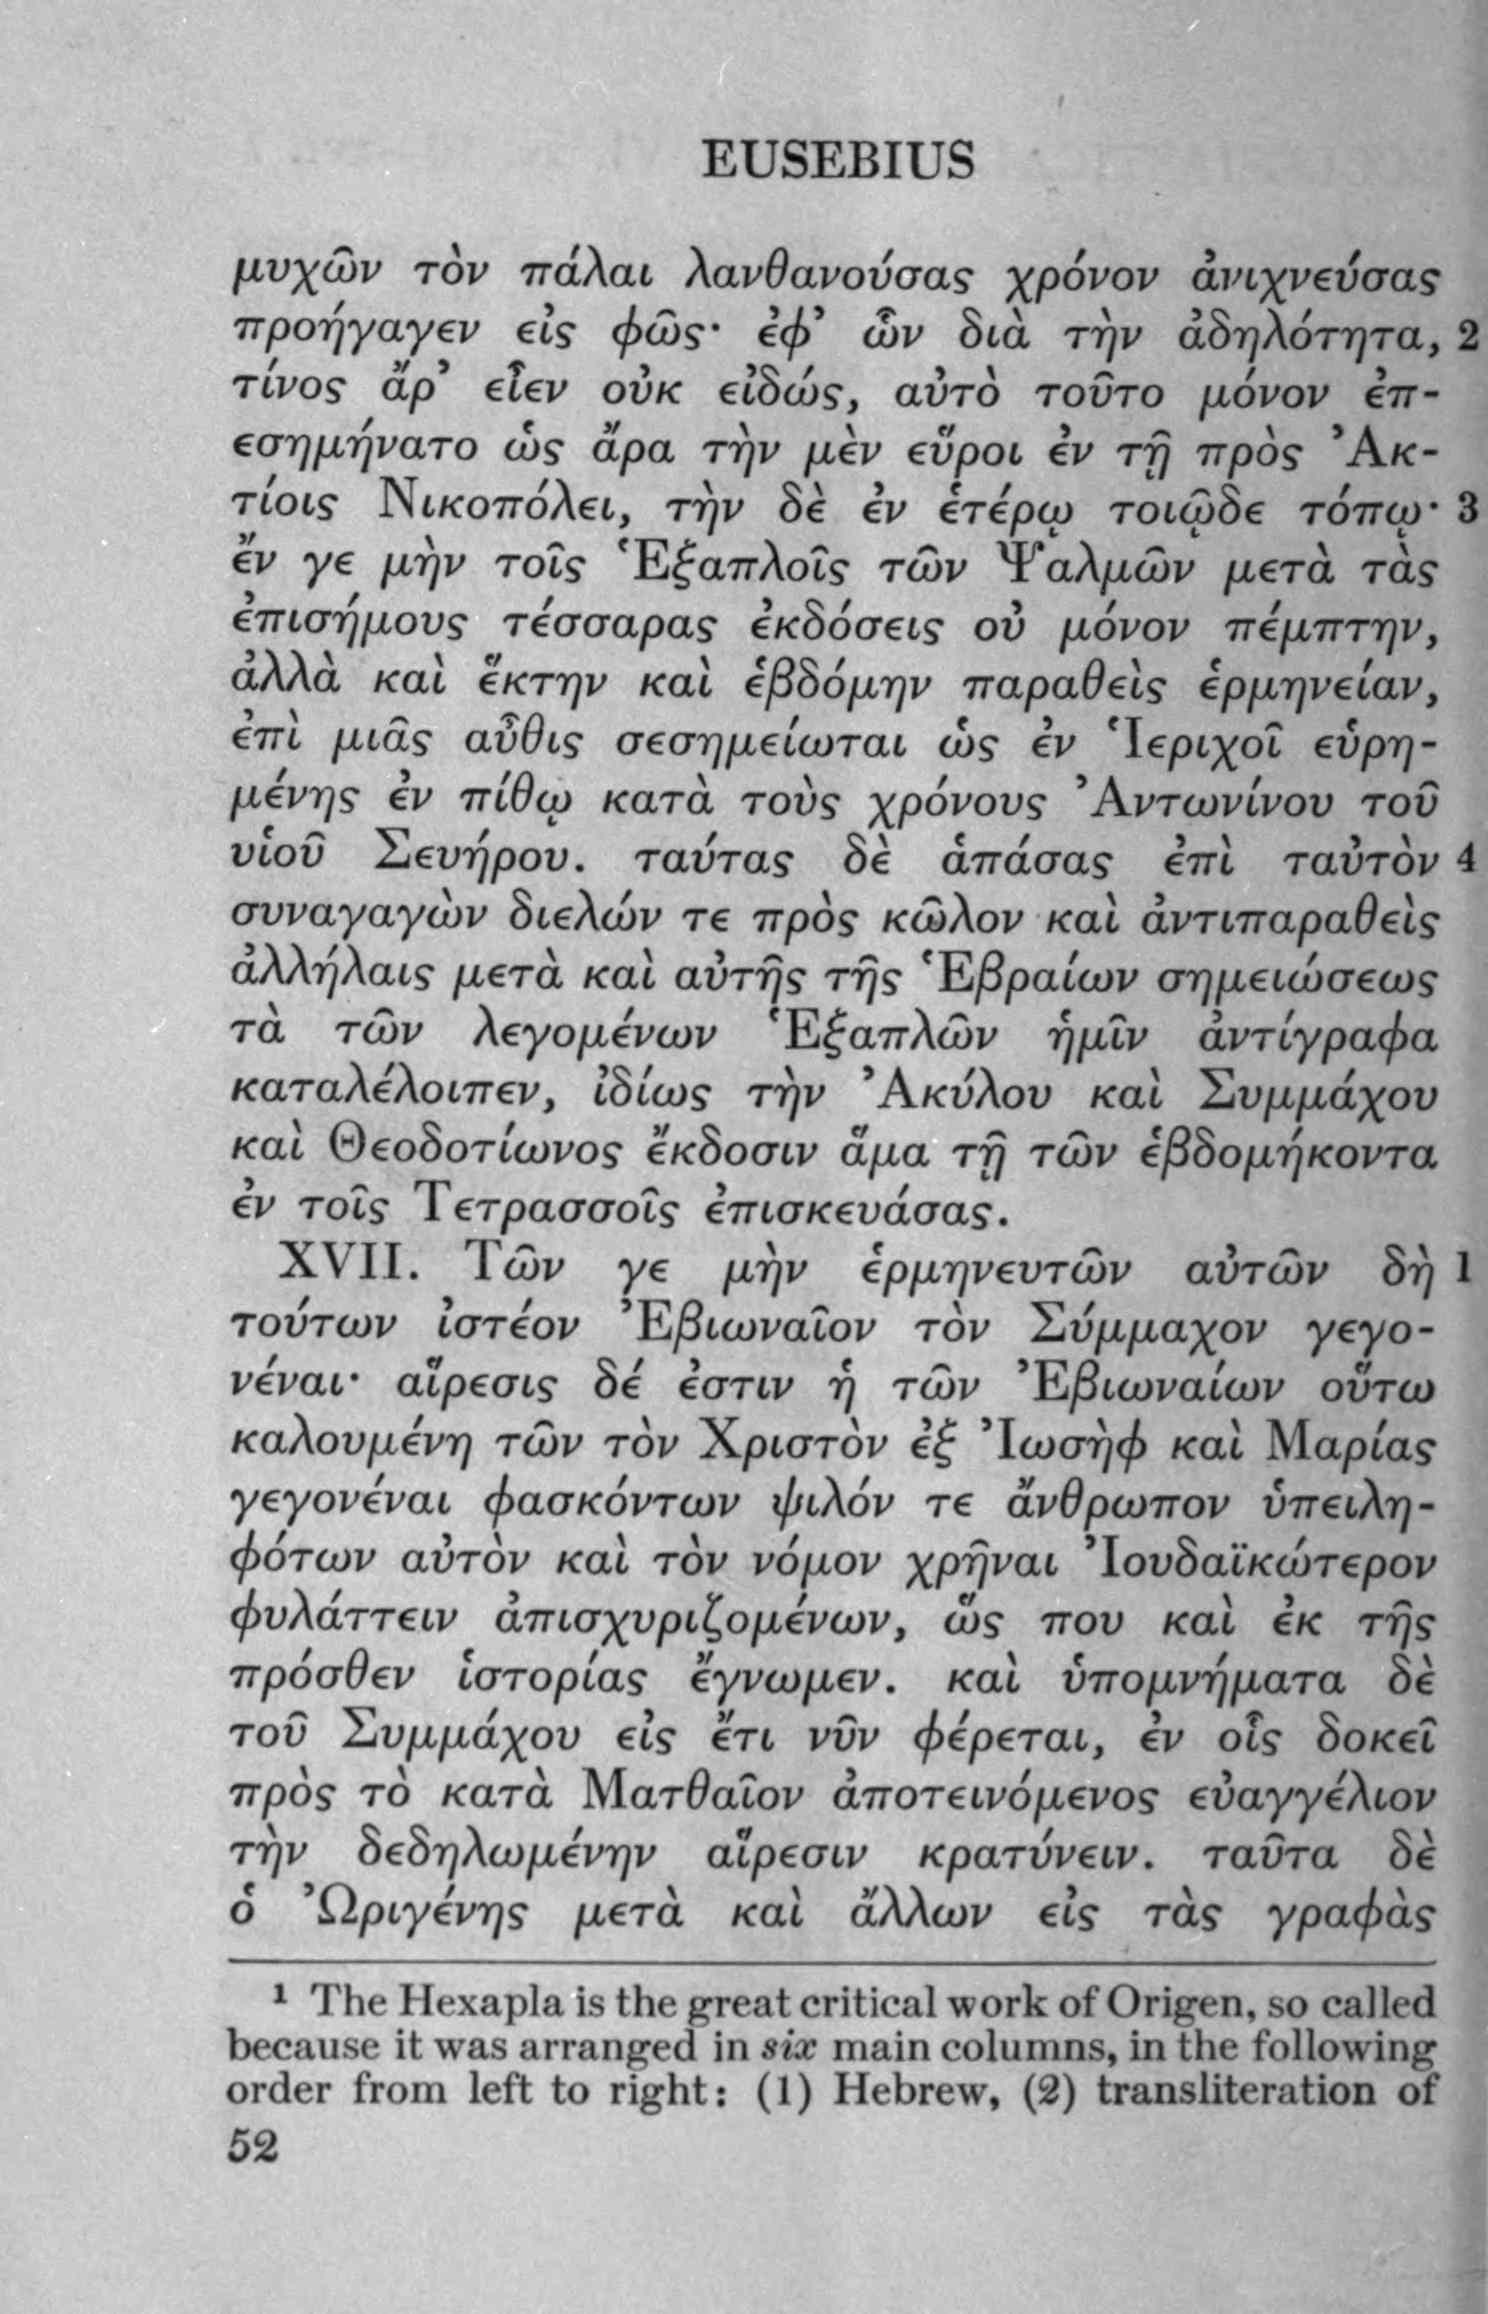 EUSEBIUS
μυχῶν τὸν πάλαι λανθανούσας χρόνον ἀνιχνεύσας
προήγαγεν εἰς φῶς· ἐφ’ ὧν διὰ τὴν ἀδηλότητα, 2
τίνος ἄρ’ εἶεν οὐκ εἰδώς, αὐτὸ τοῦτο μόνον ἐπ-
εσημήνατο ὡς ἄρα τὴν μὲν εὕροι ἐν τῇ πρὸς Ἀκ-
τίοις Νικοπόλει, τὴν δὲ ἐν ἑτέρῳ τοιῷδε τόπῳ· 3
ἔν γε μὴν τοῖς Ἑξαπλοῖς τῶν Ψαλμῶν μετὰ τὰς
ἐπισήμους τέσσαρας ἐκδόσεις οὐ μόνον πέμπτην,
ἀλλὰ καὶ ἕκτην καὶ ἑβδόμην παραθεὶς ἑρμηνείαν,
ἐπὶ μιᾶς αὖθις σεσημείωται ὡς ἐν Ἱεριχοῖ εὑρη-
μένης ἐν πίθῳ κατὰ τοὺς χρόνους Ἀντωνίνου τοῦ
υἱοῦ Σευήρου. ταύτας δὲ ἁπάσας ἐπὶ ταὐτὸν 4
συναγαγὼν διελών τε πρὸς κῶλον καὶ ἀντιπαραθεὶς
ἀλλήλαις μετὰ καὶ αὐτῆς τῆς Ἑβραίων σημειώσεως
τὰ τῶν λεγομένων Ἑξαπλῶν ἡμῖν ἀντίγραφα
καταλέλοιπεν, ἰδίως τὴν Ἀκύλου καὶ Συμμάχου
καὶ Θεοδοτίωνος ἔκδοσιν ἅμα τῇ τῶν ἑβδομήκοντα
ἐν τοῖς Τετρασσοῖς ἐπισκευάσας.
XVII. Τῶν γε μὴν ἑρμηνευτῶν αὐτῶν δὴ 1
τούτων ἰστέον Ἐβιωναῖον τὸν Σύμμαχον γεγο-
νέναι· αἵρεσις δέ ἐστιν ἡ τῶν Ἐβιωναίων οὕτω
καλουμένη τῶν τὸν Χριστὸν ἐξ Ἰωσὴφ καὶ Μαρίας
γεγονέναι φασκόντων ψιλόν τε ἄνθρωπον ὑπειλη-
φότων αὐτὸν καὶ τὸν νόμον χρῆναι Ἰουδαϊκώτερον
φυλάττειν ἀπισχυριζομένων, ὥς που καὶ ἐκ τῆς
πρόσθεν ἱστορίας ἔγνωμεν. καὶ ὑπομνήματα δὲ
τοῦ Συμμάχου εἰς ἔτι νῦν φέρεται, ἐν οἷς δοκεῖ
πρὸς τὸ κατὰ Ματθαῖον ἀποτεινόμενος εὐαγγέλιον
τὴν δεδηλωμένην αἵρεσιν κρατύνειν. ταῦτα δὲ
ὁ Ὠριγένης μετὰ καὶ ἄλλων εἰς τὰς γραφὰς
¹ The Hexapla is the great critical work of Origen, so called
because it was arranged in six main columns, in the following
order from left to right: (1) Hebrew, (2) transliteration of
52